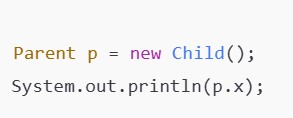 Parent p = new Child();
System.out.println(p.x);